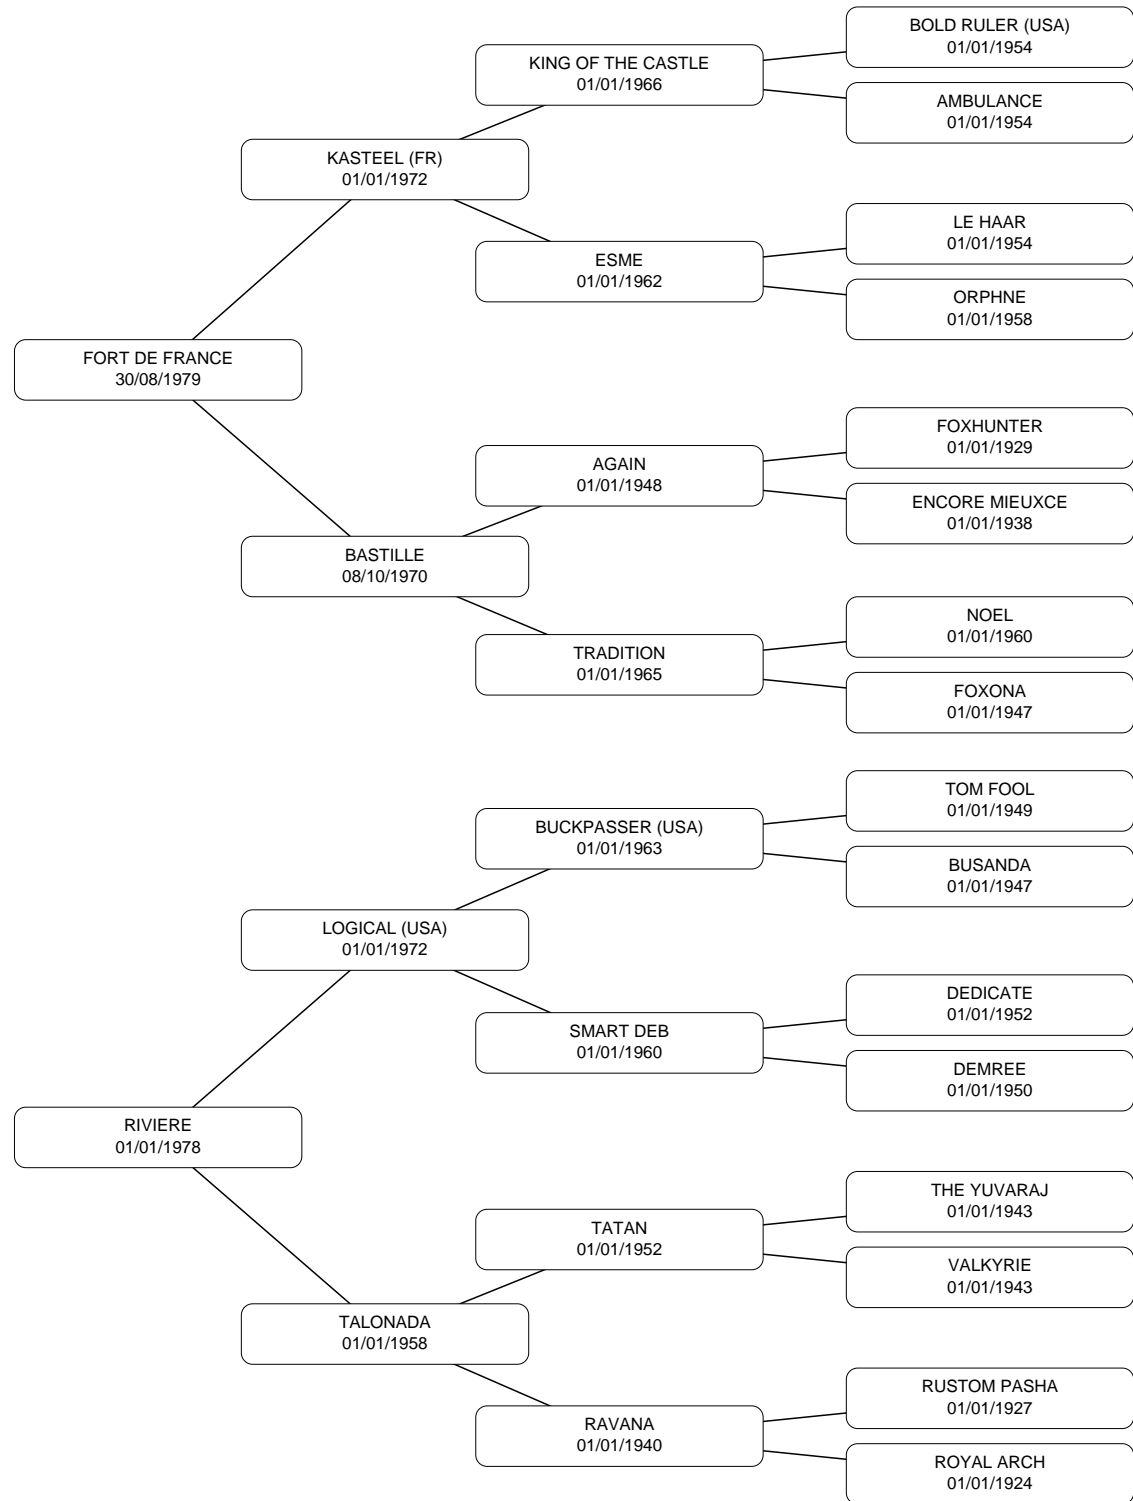 BOLD RULER (USA)
01/01/1954
KING OF THE CASTLE
01/01/1966
AMBULANCE
01/01/1954
KASTEEL (FR)
01/01/1972
LE HAAR
01/01/1954
ESME
01/01/1962
ORPHNE
01/01/1958
FORT DE FRANCE
30/08/1979
FOXHUNTER
01/01/1929
AGAIN
01/01/1948
ENCORE MIEUXCE
01/01/1938
BASTILLE
08/10/1970
NOEL
01/01/1960
TRADITION
01/01/1965
FOXONA
01/01/1947
TOM FOOL
01/01/1949
BUCKPASSER (USA)
01/01/1963
BUSANDA
01/01/1947
LOGICAL (USA)
01/01/1972
DEDICATE
01/01/1952
SMART DEB
01/01/1960
DEMREE
01/01/1950
RIVIERE
01/01/1978
THE YUVARAJ
01/01/1943
TATAN
01/01/1952
VALKYRIE
01/01/1943
TALONADA
01/01/1958
RUSTOM PASHA
01/01/1927
RAVANA
01/01/1940
ROYAL ARCH
01/01/1924